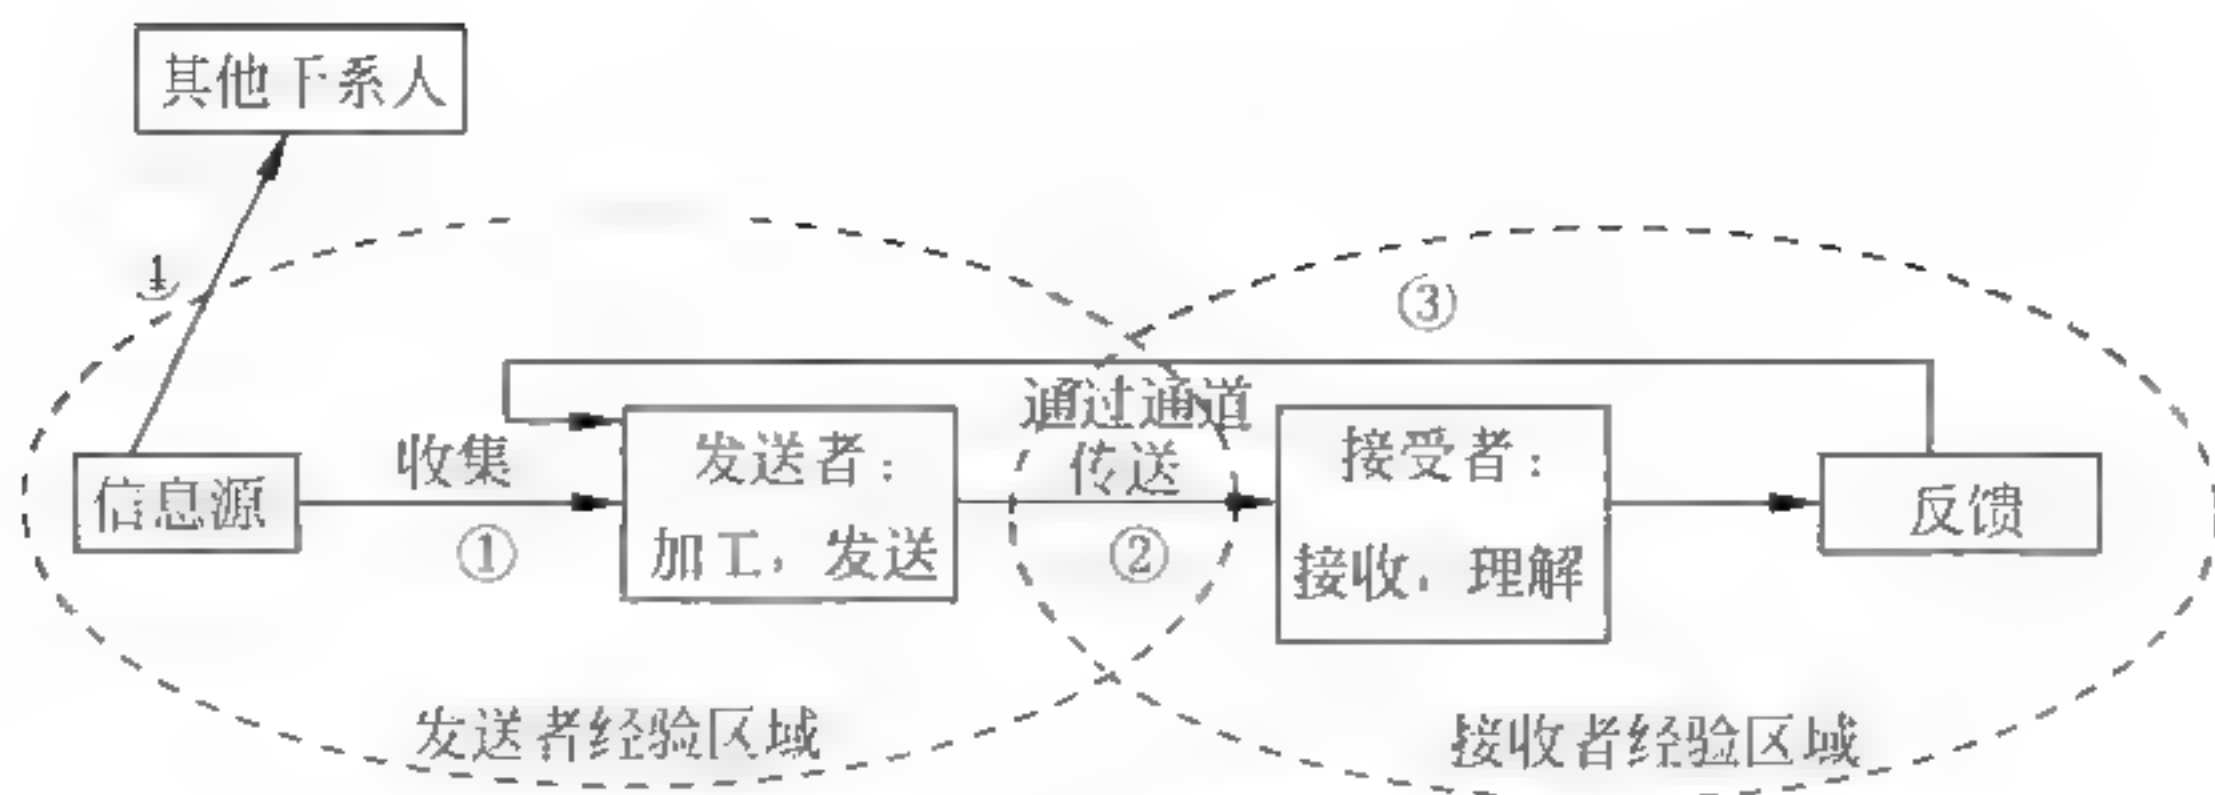 其他下系人
通过通道
传送
③
收集
①
信息源
发送者：
加工，发送
②
接受者：
接收，理解
反馈
发送者经验区域
接收者经验区域